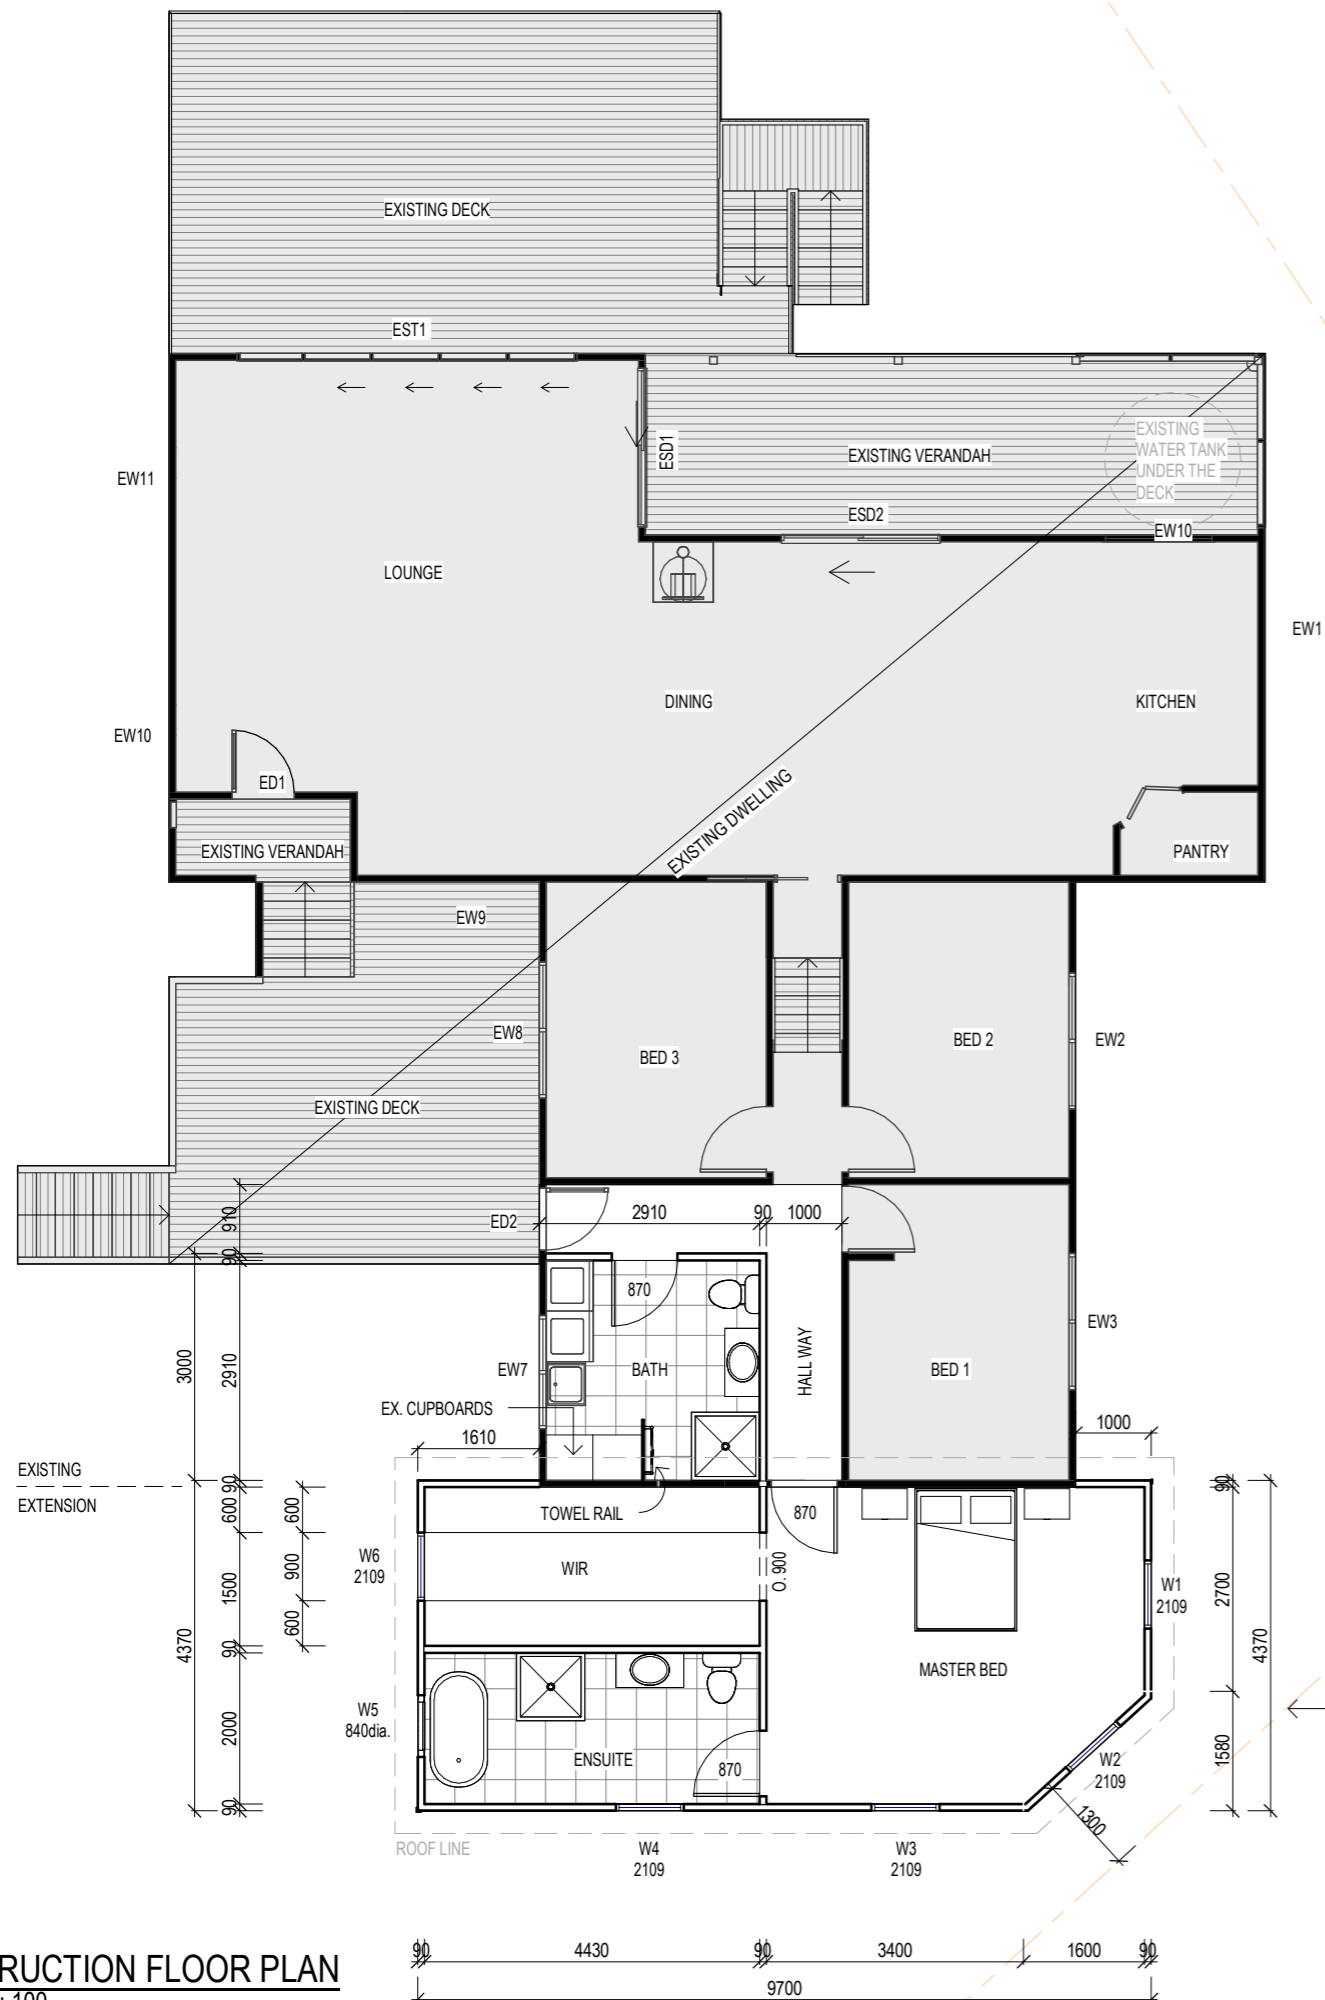 EXISTING DECK
EST1
EXISTING
WATER TANK
UNDER THE
DECK
ESD1
EXISTING VERANDAH
EW11
ESD2
EW10
LOUNGE
EW1
DINING
KITCHEN
EW10
ED1
EXISTING DWELLING
EXISTING VERANDAH
PANTRY
EW9
EW8
BED 3
BED 2
EW2
EXISTING DECK
910
ED2
2910
90
1000
90
870
3000
2910
EW7
BATH
HALL WAY
BED 1
EW3
EX. CUPBOARDS
1610
1000
EXISTING
EXTENSION
90
600
600
TOWEL RAIL
870
90
W6
2109
1500
900
WIR
O. 900
W1
2109
2700
600
4370
90
MASTER BED
4370
W5
840dia.
2000
ENSUITE
870
W2
2109
1580
90
1300
ROOF LINE
W4
2109
W3
2109
90
4430
90
3400
1600
90
9700
RUCTION FLOOR PLAN
: 100